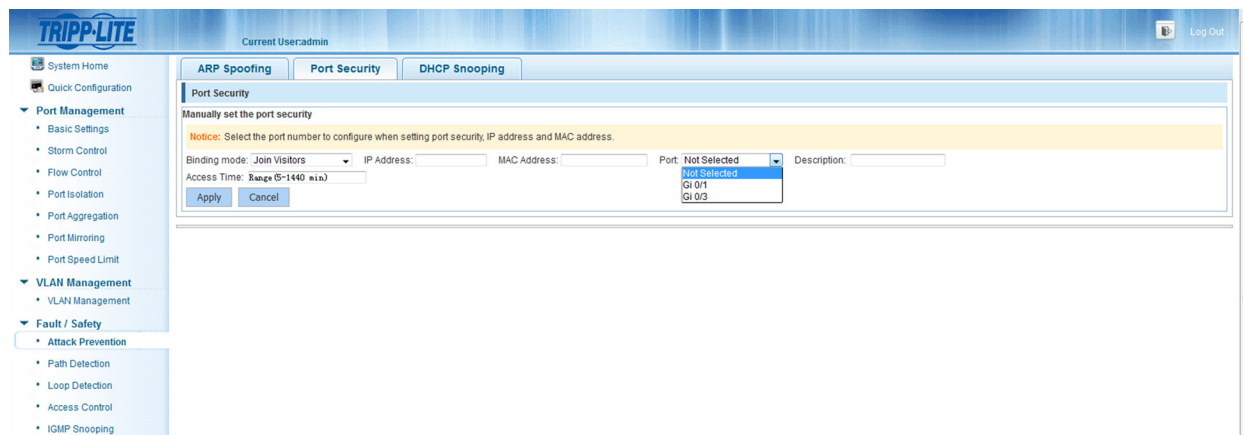 TRIPP·LITE
Current User:admin
Log Out
System Home
Quick Configuration
Port Management
Basic Settings
Storm Control
Flow Control
Port Isolation
Port Aggregation
Port Mirroring
Port Speed Limit
VLAN Management
VLAN Management
Fault / Safety
Attack Prevention
Path Detection
Loop Detection
Access Control
IGMP Snooping
ARP Spoofing Port Security DHCP Snooping
Port Security
Manually set the port security
Notice: Select the port number to configure when setting port security, IP address and MAC address.
Binding mode: Join Visitors IP Address: MAC Address: Port: Not Selected Description:
Not Selected
Gi 0/1
Gi 0/3
Access Time: Range(5-1440 min)
Apply Cancel